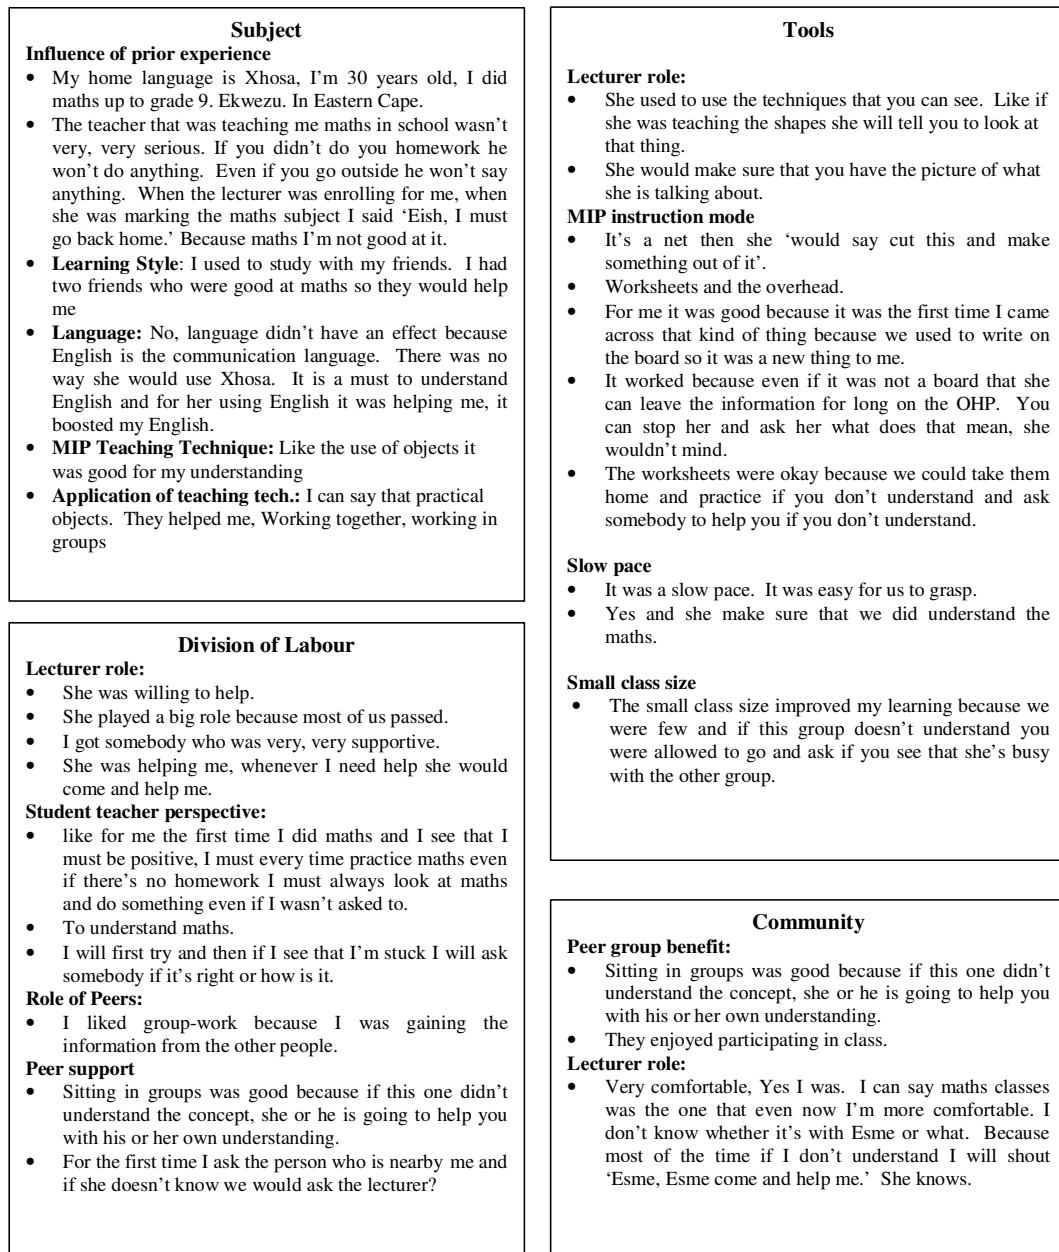 Subject
Influence of prior experience
• My home language is Xhosa, I'm 30 years old, I did
maths up to grade 9. Ekwezu. In Eastern Cape.
• The teacher that was teaching me maths in school wasn't
very, very serious. If you didn't do you homework he
won't do anything. Even if you go outside he won't say
anything. When the lecturer was enrolling for me, when
she was marking the maths subject I said 'Eish, I must
go back home.' Because maths I'm not good at it.
• Learning Style: I used to study with my friends. I had
two friends who were good at maths so they would help
me
• Language: No, language didn't have an effect because
English is the communication language. There was no
way she would use Xhosa. It is a must to understand
English and for her using English it was helping me, it
boosted my English.
• MIP Teaching Technique: Like the use of objects it
was good for my understanding
• Application of teaching tech.: I can say that practical
objects. They helped me, Working together, working in
groups
Division of Labour
Lecturer role:
• She was willing to help.
• She played a big role because most of us passed.
• I got somebody who was very, very supportive.
• She was helping me, whenever I need help she would
come and help me.
Student teacher perspective:
• like for me the first time I did maths and I see that I
must be positive, I must every time practice maths even
if there's no homework I must always look at maths
and do something even if I wasn't asked to.
• To understand maths.
• I will first try and then if I see that I'm stuck I will ask
somebody if it's right or how is it.
Role of Peers:
• I liked group-work because I was gaining the
information from the other people.
Peer support
• Sitting in groups was good because if this one didn't
understand the concept, she or he is going to help you
with his or her own understanding.
• For the first time I ask the person who is nearby me and
if she doesn't know we would ask the lecturer?
Tools
Lecturer role:
• She used to use the techniques that you can see. Like if
she was teaching the shapes she will tell you to look at
that thing.
• She would make sure that you have the picture of what
she is talking about.
MIP instruction mode
• It's a net then she 'would say cut this and make
something out of it'.
• Worksheets and the overhead.
• For me it was good because it was the first time I came
across that kind of thing because we used to write on
the board so it was a new thing to me.
• It worked because even if it was not a board that she
can leave the information for long on the OHP. You
can stop her and ask her what does that mean, she
wouldn't mind.
• The worksheets were okay because we could take them
home and practice if you don't understand and ask
somebody to help you if you don't understand.
Slow pace
• It was a slow pace. It was easy for us to grasp.
• Yes and she make sure that we did understand the
maths.
Small class size
• The small class size improved my learning because we
were few and if this group doesn't understand you
were allowed to go and ask if you see that she's busy
with the other group.
Community
Peer group benefit:
• Sitting in groups was good because if this one didn't
understand the concept, she or he is going to help you
with his or her own understanding.
• They enjoyed participating in class.
Lecturer role:
• Very comfortable, Yes I was. I can say maths classes
was the one that even now I'm more comfortable. I
don't know whether it's with Esme or what. Because
most of the time if I don't understand I will shout
'Esme, Esme come and help me.' She knows.